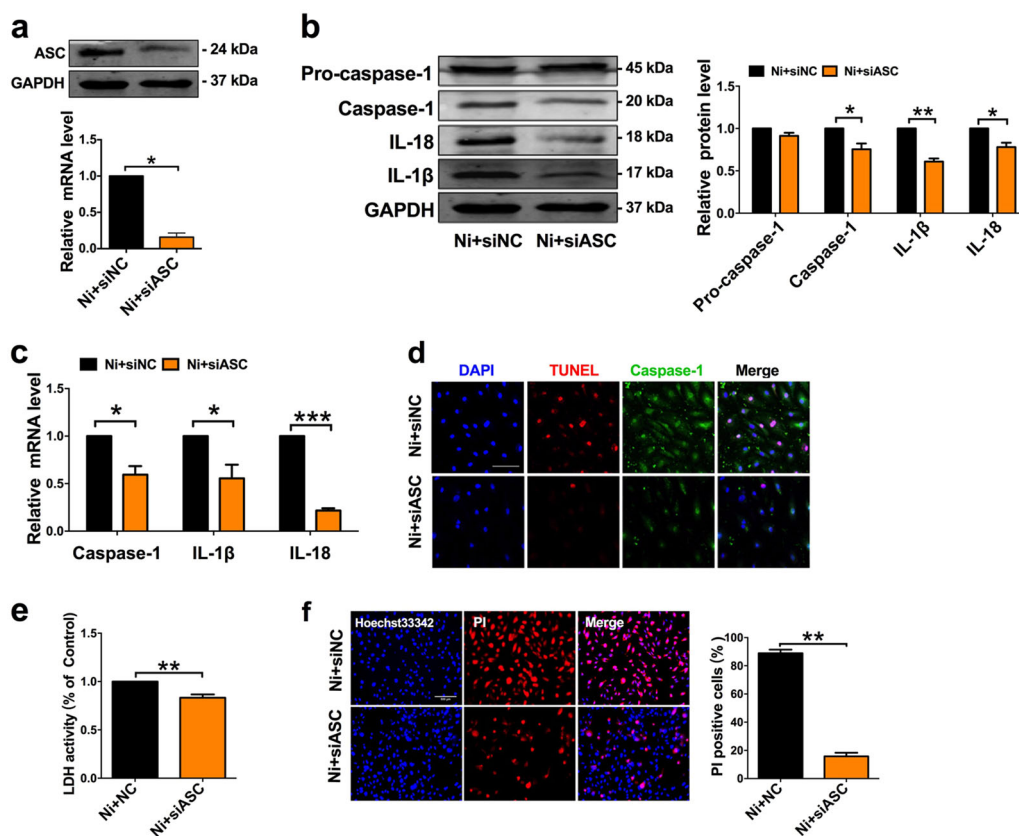 a
ASC
- 24 kDa
GAPDH
- 37 kDa
Relative mRNA level
1.5
1.0
0.5
0.0
*
Ni+siNC
Ni+siASC
b
Pro-caspase-1
- 45 kDa
Caspase-1
- 20 kDa
IL-18
- 18 kDa
IL-1β
- 17 kDa
GAPDH
- 37 kDa
Ni+siNC Ni+siASC
Ni+siNC
Ni+siASC
Relative protein level
1.5
1.0
0.5
0.0
* ** *
Pro-caspase-1
Caspase-1
IL-1β
IL-18
c
Ni+siNC Ni+siASC
Relative mRNA level
1.5
1.0
0.5
0.0
* * ***
Caspase-1 IL-1β IL-18
d
DAPI TUNEL Caspase-1 Merge
Ni+siNC
Ni+siASC
e
LDH activity (% of Control)
1.5
1.0
0.5
0.0
**
Ni+NC
Ni+siASC
f
Hoechst33342 PI Merge
Ni+siNC
Ni+siASC
PI positive cells (%)
100
80
60
40
20
0
**
Ni+NC
Ni+siASC